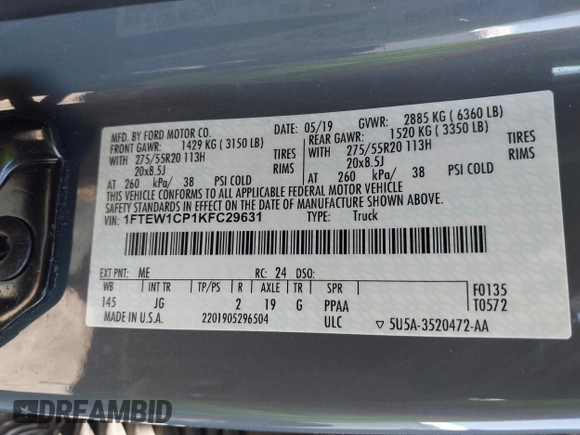 MFD. BY FORD MOTOR CO.
DATE: 05/19 GVWR: 2885 KG ( 6360 LB)
FRONT GAWR: 1429 KG ( 3150 LB) REAR GAWR: 1520 KG ( 3350 LB)
WITH 275/55R20 113H TIRES WITH 275/55R20 113H TIRES
20x8.5J RIMS 20x8.5J RIMS
AT 260 kPa/ 38 PSI COLD AT 260 kPa/ 38 PSI COLD
THIS VEHICLE CONFORMS TO ALL APPLICABLE FEDERAL MOTOR VEHICLE
SAFETY STANDARDS IN EFFECT ON THE DATE OF MANUFACTURE SHOWN ABOVE
VIN: 1FTEW1CP1KFC29631 TYPE: Truck
EXT PNT: ME RC: 24 DSO:
WB INT TR TP/PS R AXLE TR SPR F0135
145 JG 2 19 G PPAA T0572
2201905296504 ULC 5U5A-3520472-AA
DREAMBID